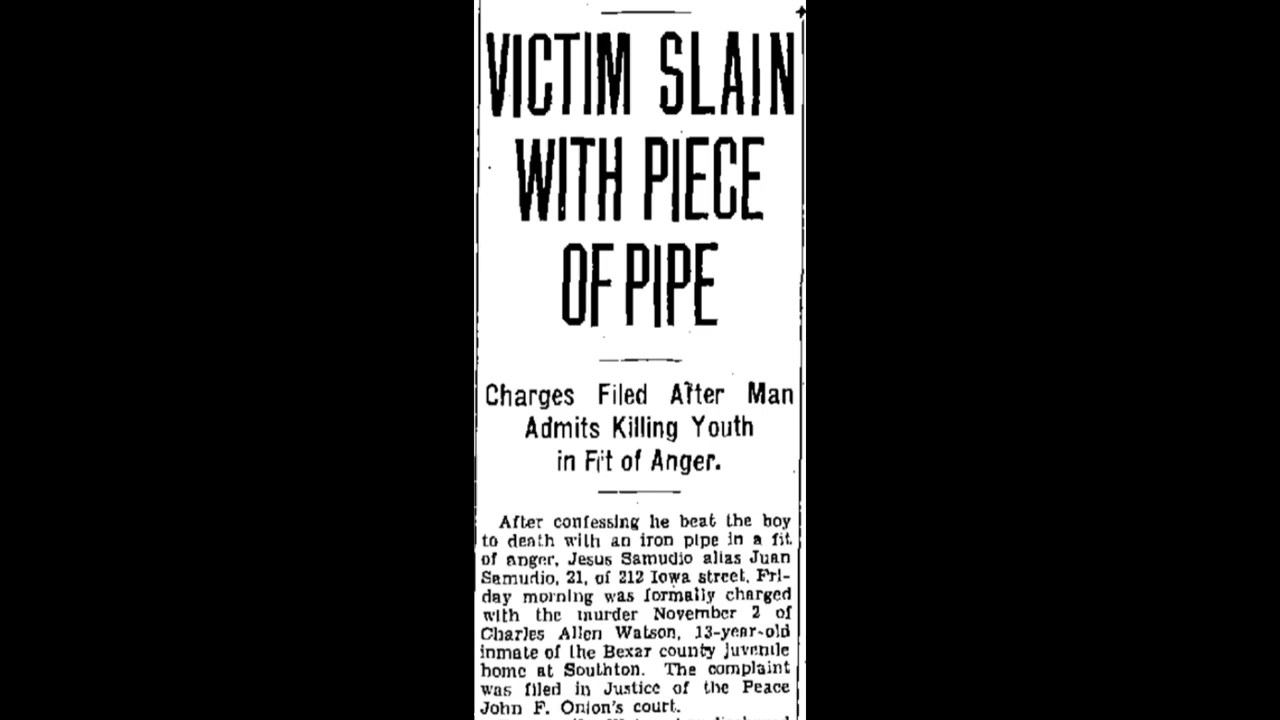 VICTIM SLAIN
WITH PIECE
OF PIPE
Charges Filed After Man
Admits Killing Youth
in Fit of Anger.
After confessing he beat the boy
to death with an iron pipe in a fit
of anger, Jesus Samudio alias Juan
Samudio, 21, of 212 Iowa street, Fri-
day morning was formally charged
with the murder November 2 of
Charles Allen Watson, 13-year-old
inmate of the Bexar county juvenile
home at Southton. The complaint
was filed in Justice of the Peace
John F. Onion's court.